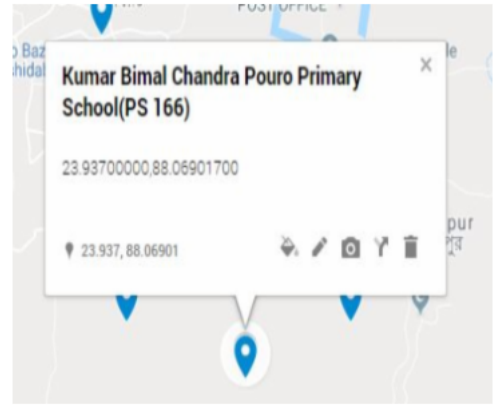 POST OFFICE
Kumar Bimal Chandra Pouro Primary
School(PS 166)
23.93700000,88.06901700
23.937, 88.06901